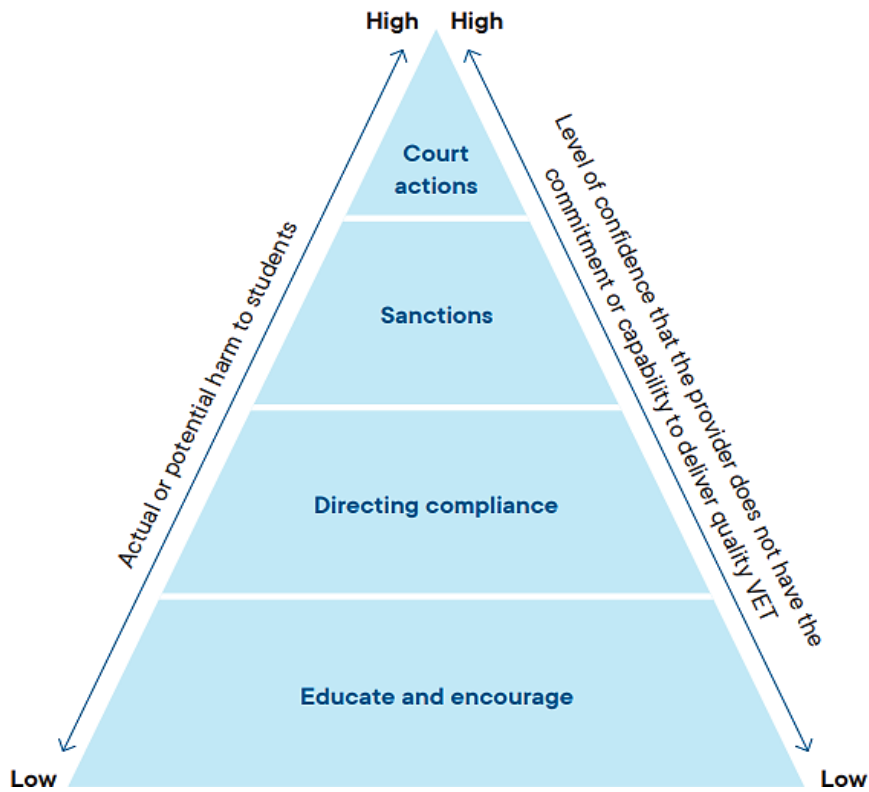 High
High
Court
actions
Sanctions
Directing compliance
Educate and encourage
Actual or potential harm to students
Level of confidence that the provider does not have the
commitment or capability to deliver quality VET
Low
Low